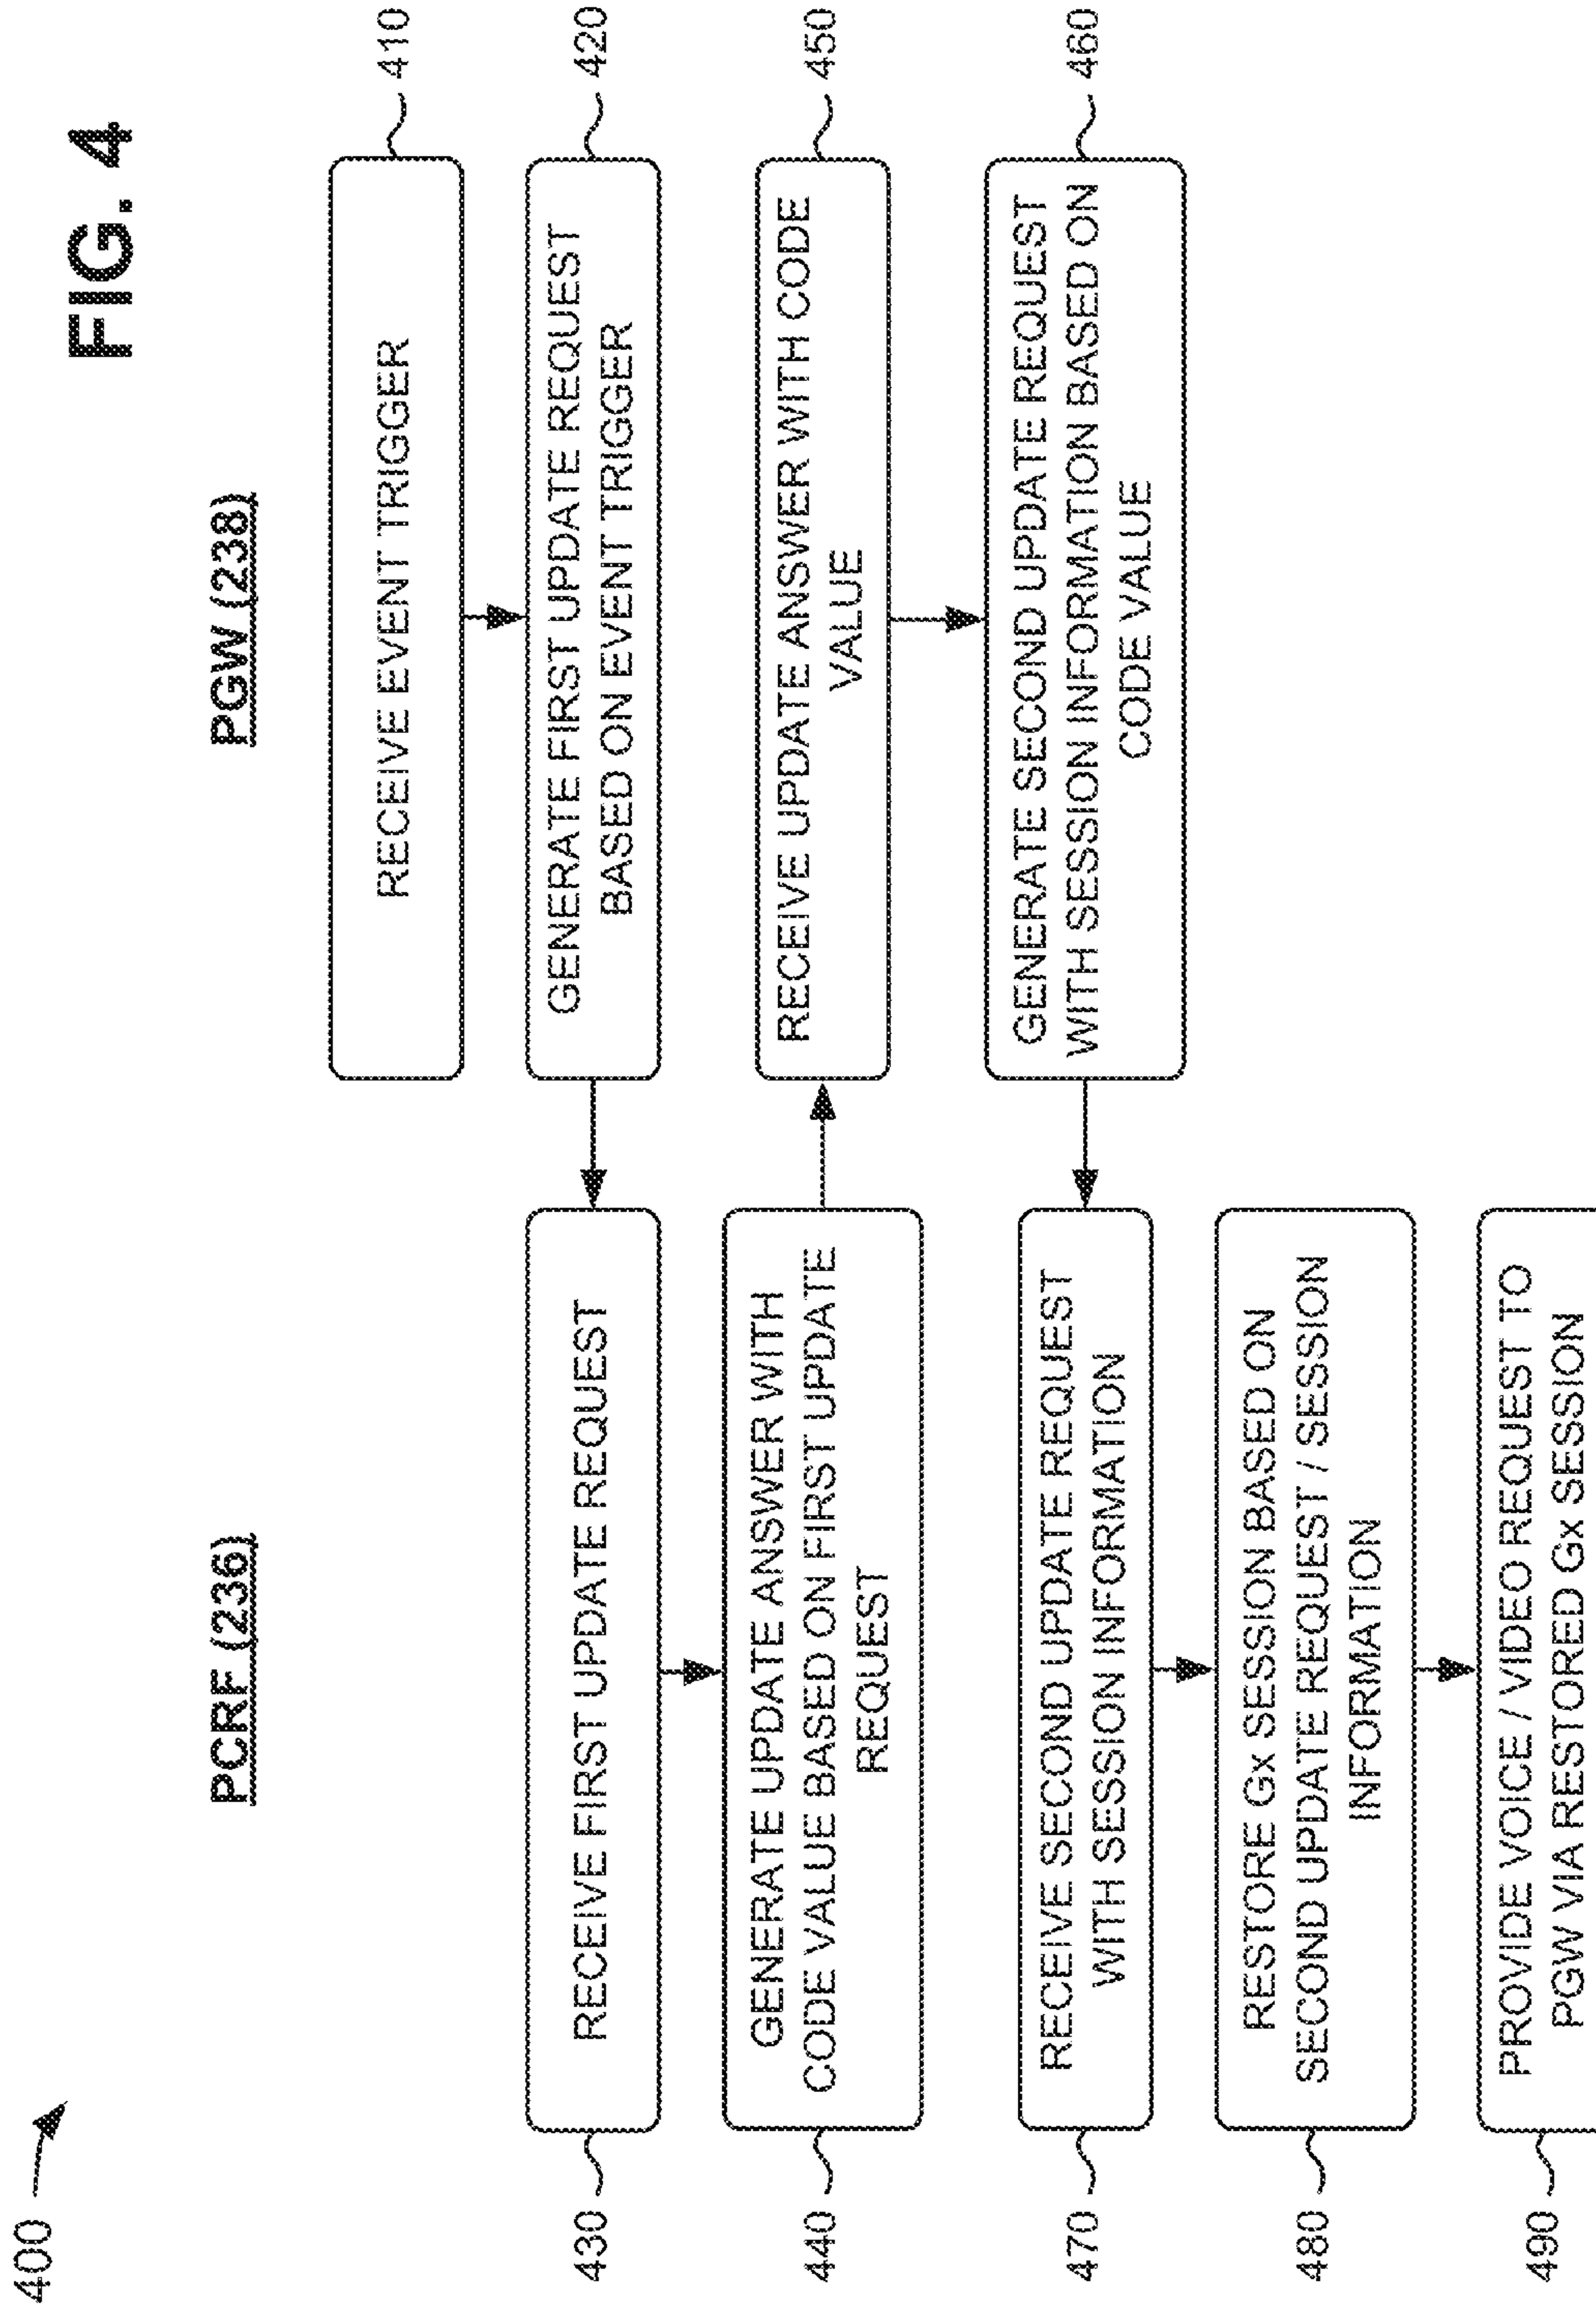 FIG. 4
400
PCRF (236)
PGW (238)
RECEIVE EVENT TRIGGER
410
GENERATE FIRST UPDATE REQUEST
BASED ON EVENT TRIGGER
420
430
RECEIVE FIRST UPDATE REQUEST
440
GENERATE UPDATE ANSWER WITH
CODE VALUE BASED ON FIRST UPDATE
REQUEST
RECEIVE UPDATE ANSWER WITH CODE
VALUE
450
GENERATE SECOND UPDATE REQUEST
WITH SESSION INFORMATION BASED ON
CODE VALUE
460
470
RECEIVE SECOND UPDATE REQUEST
WITH SESSION INFORMATION
480
RESTORE Gx SESSION BASED ON
SECOND UPDATE REQUEST / SESSION
INFORMATION
490
PROVIDE VOICE / VIDEO REQUEST TO
PGW VIA RESTORED Gx SESSION